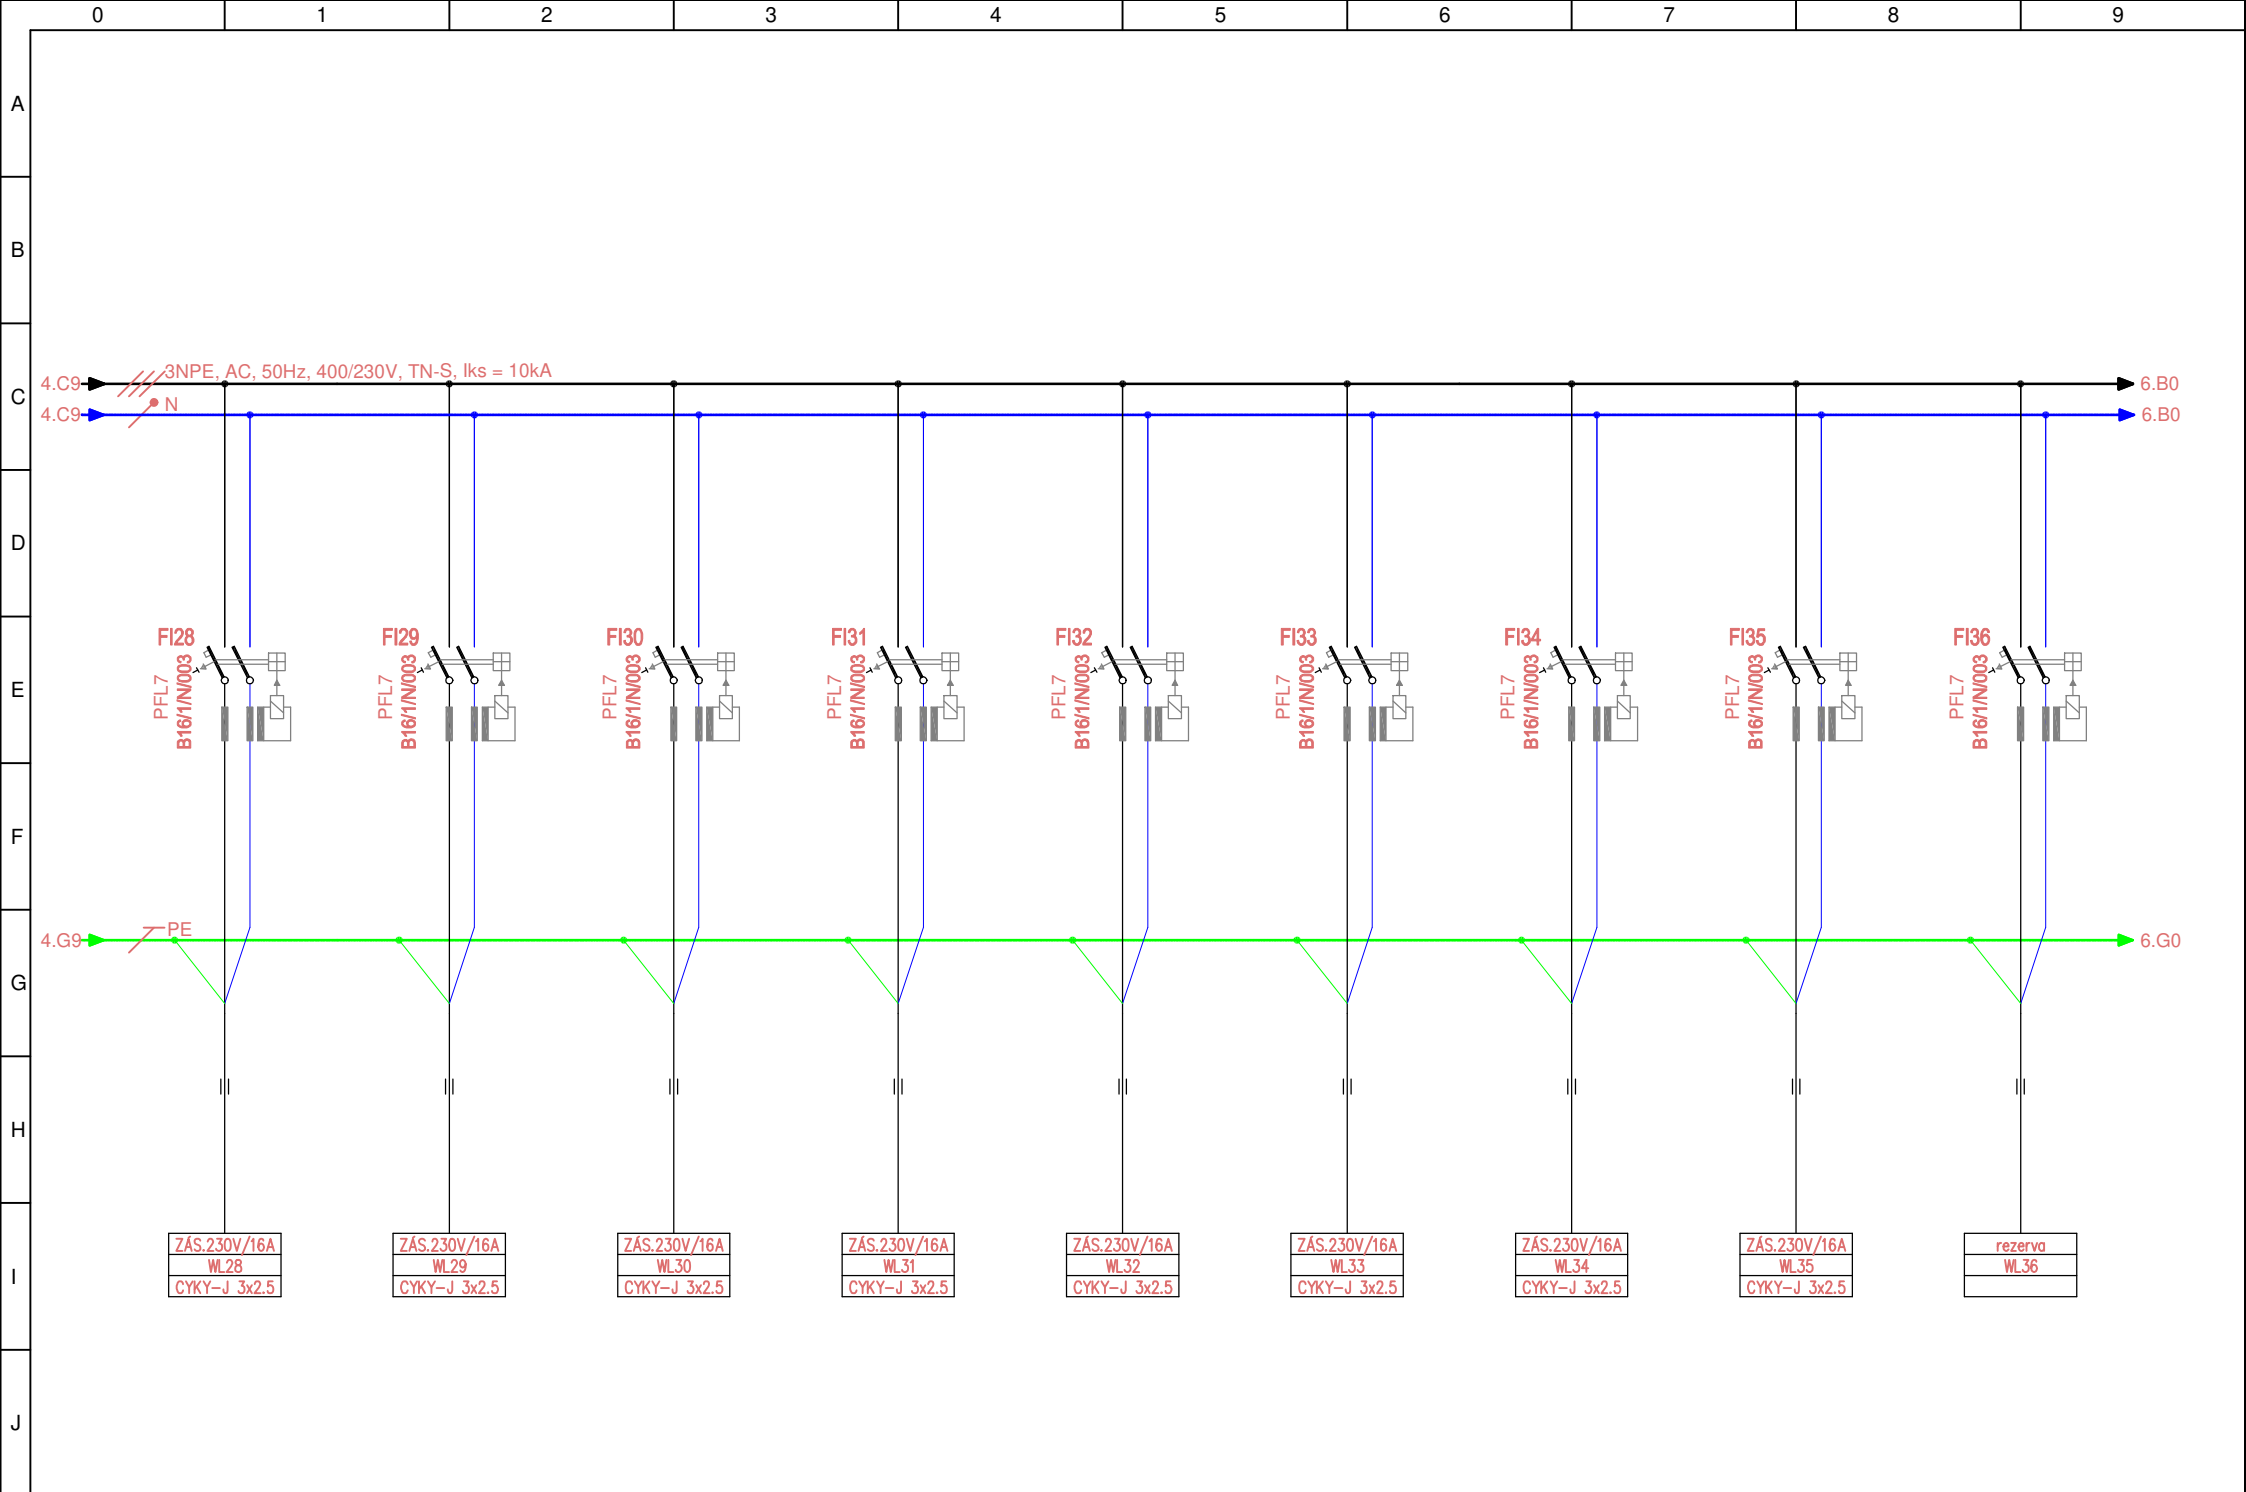 0 1 2 3 4 5 6 7 8 9
A
B
3NPE, AC, 50Hz, 400/230V, TN-S, Iks = 10kA
4.C9 6.B0
C
N
4.C9 6.B0
D
FI28 FI29 FI30 FI31 FI32 FI33 FI34 FI35 FI36
E
PFL7 PFL7 PFL7 PFL7 PFL7 PFL7 PFL7 PFL7 PFL7
B16/1/N/003 B16/1/N/003 B16/1/N/003 B16/1/N/003 B16/1/N/003 B16/1/N/003 B16/1/N/003 B16/1/N/003 B16/1/N/003
F
PE
4.G9 6.G0
G
H
ZÁS.230V/16A ZÁS.230V/16A ZÁS.230V/16A ZÁS.230V/16A ZÁS.230V/16A ZÁS.230V/16A ZÁS.230V/16A ZÁS.230V/16A rezerva
WL28 WL29 WL30 WL31 WL32 WL33 WL34 WL35 WL36
I
CYKY-J 3x2.5 CYKY-J 3x2.5 CYKY-J 3x2.5 CYKY-J 3x2.5 CYKY-J 3x2.5 CYKY-J 3x2.5 CYKY-J 3x2.5 CYKY-J 3x2.5
J